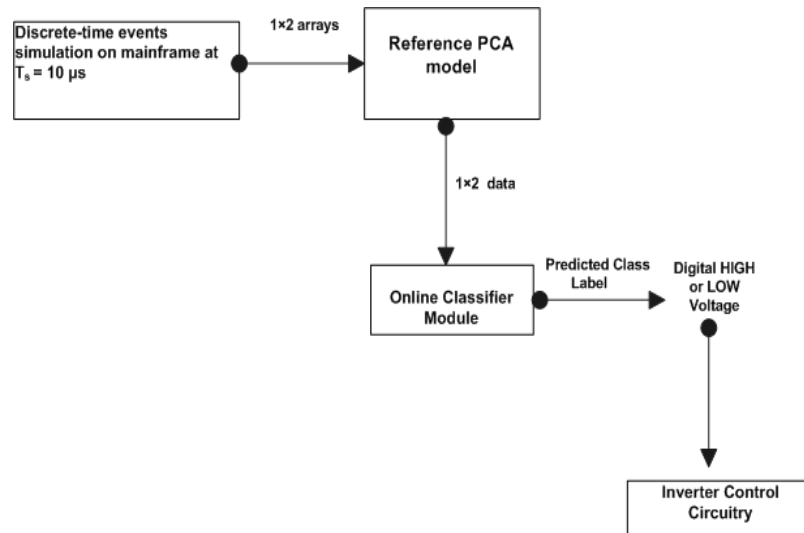 Discrete-time events
simulation on mainframe at
Ts = 10 µs
1×2 arrays
Reference PCA
model
1×2 data
Online Classifier
Module
Predicted Class
Label
Digital HIGH
or LOW
Voltage
Inverter Control
Circuitry